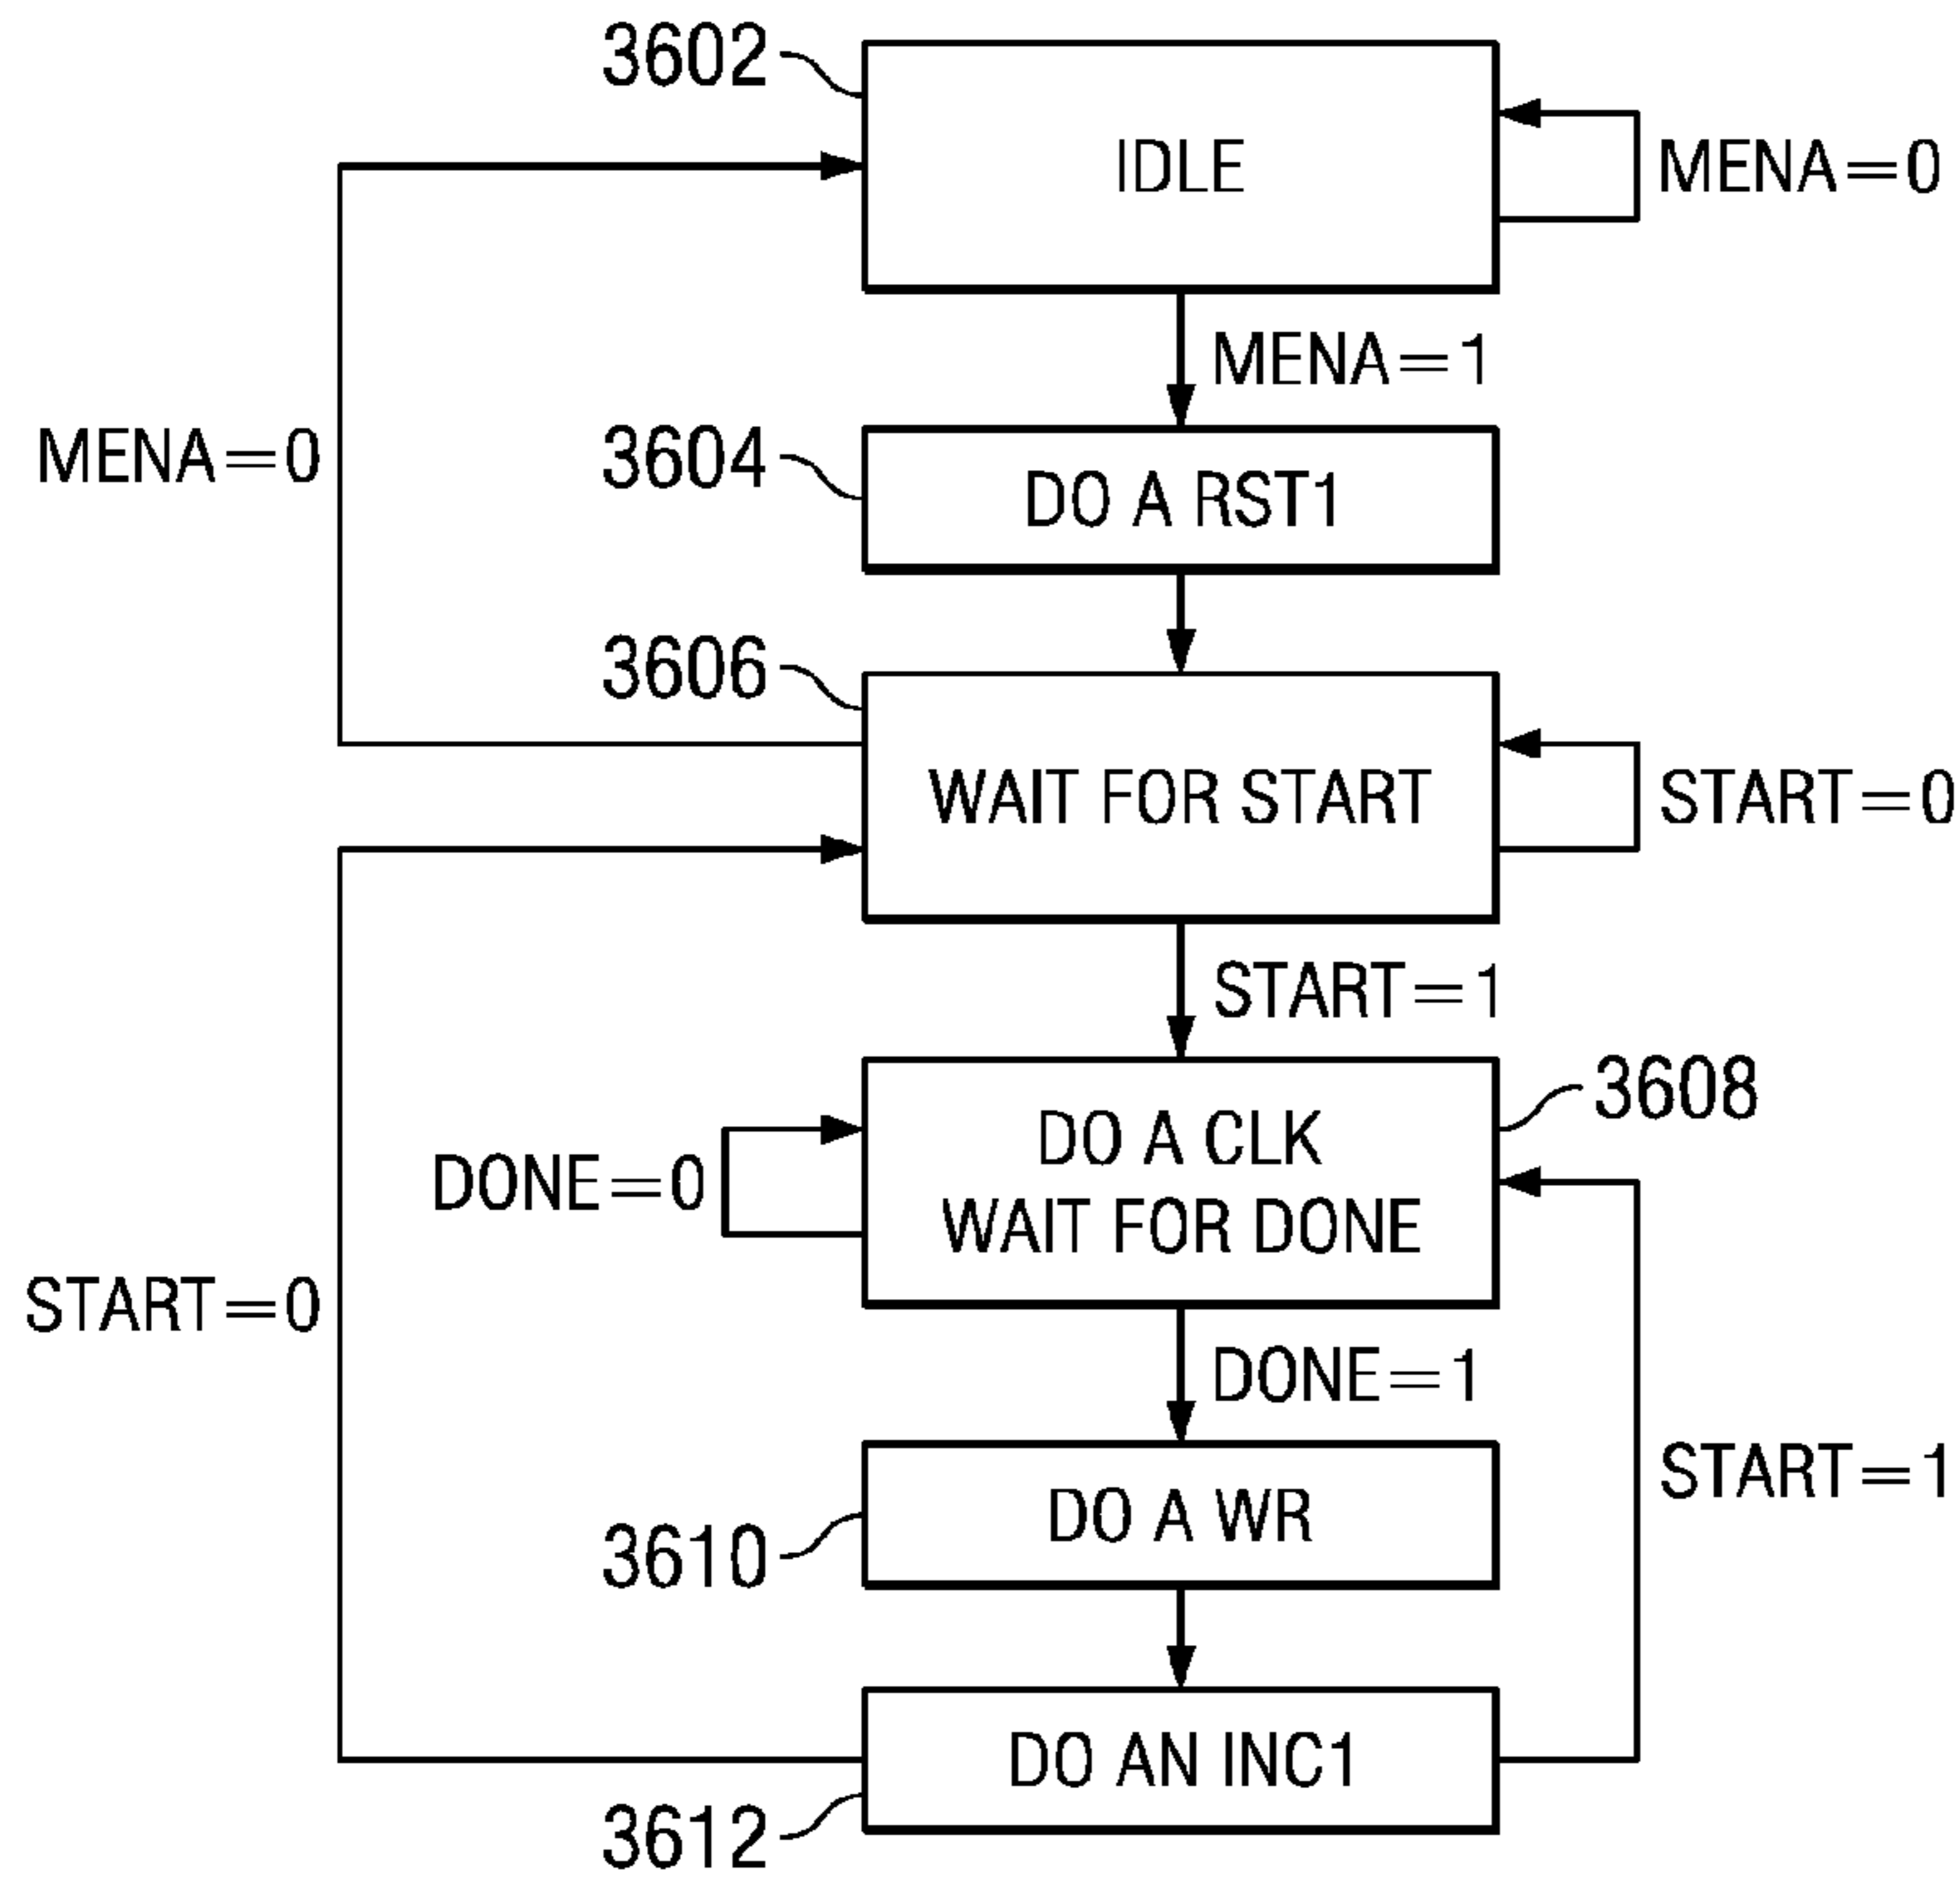 3602
IDLE
MENA=0
MENA=1
MENA=0
3604
DO A RST1
3606
WAIT FOR START
START=0
START=1
3608
DO A CLK
WAIT FOR DONE
DONE=0
START=0
DONE=1
START=1
DO A WR
3610
DO AN INC1
3612